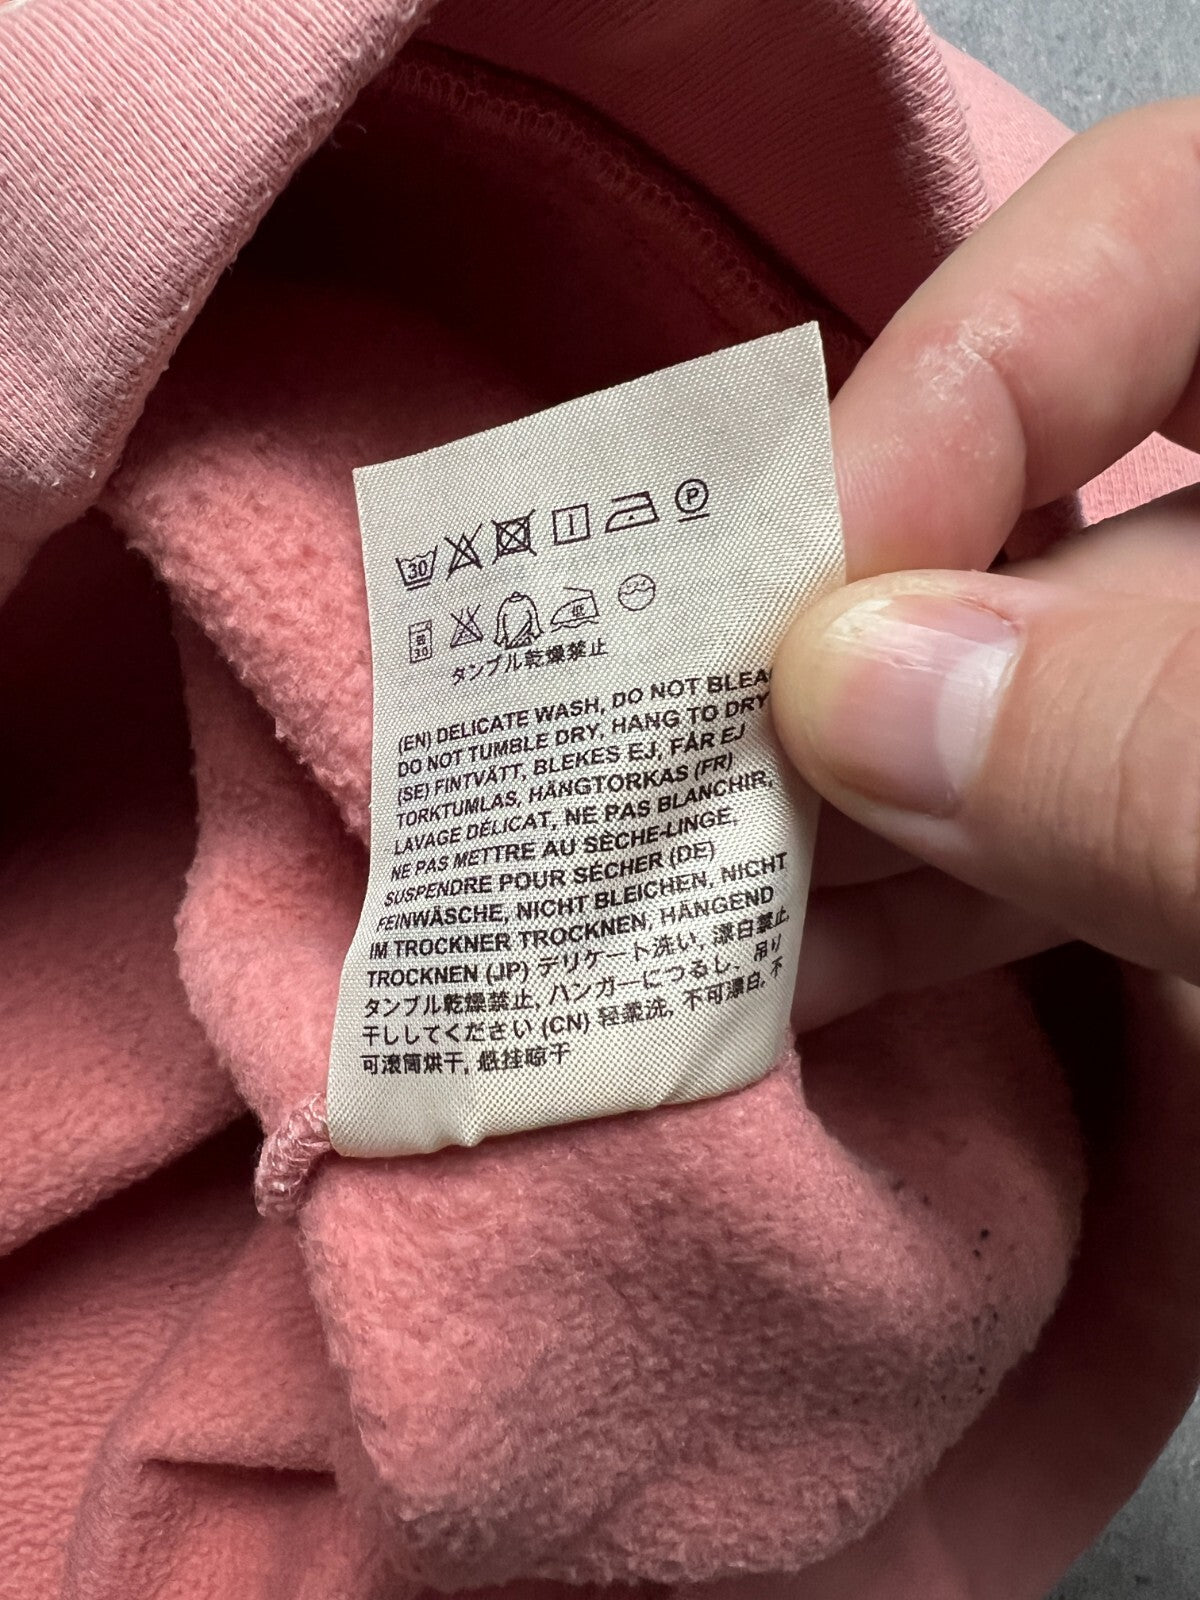 30
P
30
タンブル乾燥禁止
(EN) DELICATE WASH, DO NOT
DO NOT TUMBLE DRY, HANG TO DRY
(SE) FINTVÄTT, BLEKES EJ, FÅR EJ
TORKTUMLAS, HÄNGTORKAS (FR)
LAVAGE DÉLICAT, NE PAS BLANCHIR,
NE PAS METTRE AU SÈCHE-LINGE,
SUSPENDRE POUR SÉCHER (DE)
FEINWÄSCHE, NICHT BLEICHEN, NICHT
IM TROCKNER TROCKNEN, HÄNGEND
TROCKNEN (JP) デリケート洗い, 漂白禁止,
タンブル乾燥禁止, ハンガーにつるし、吊り
干ししてください (CN) 轻柔洗, 不可漂白, 不
可滚筒烘干, 悬挂晾干